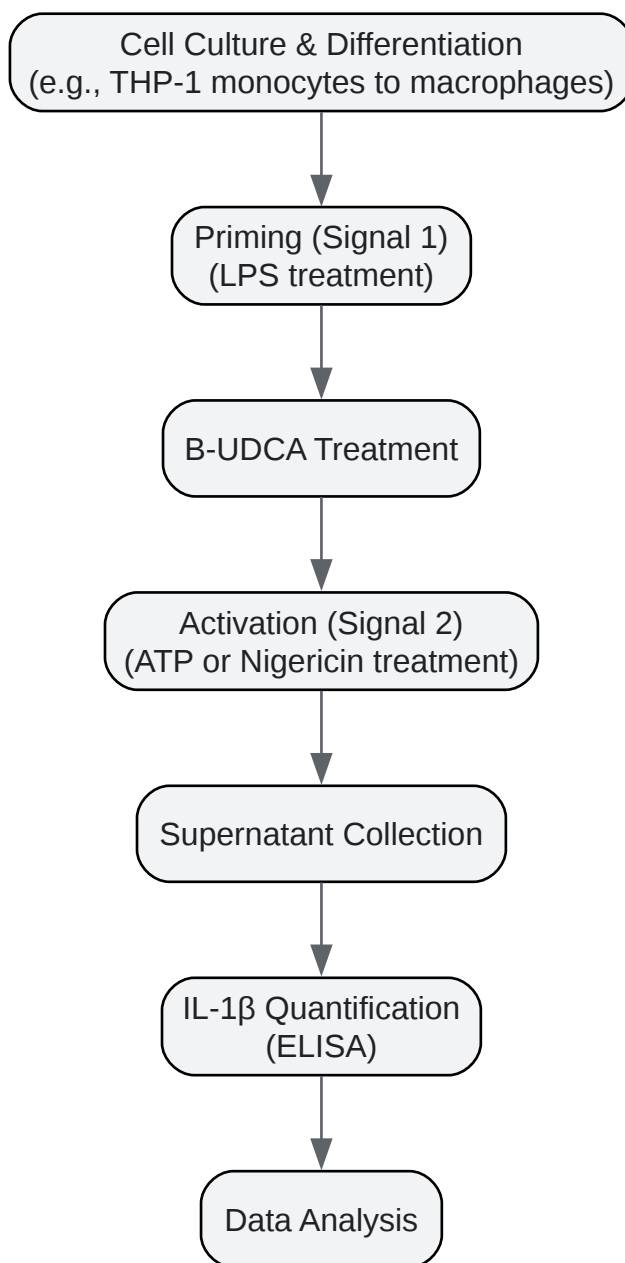 Cell Culture & Differentiation
(e.g., THP-1 monocytes to macrophages)
Priming (Signal 1)
(LPS treatment)
B-UDCA Treatment
Activation (Signal 2)
(ATP or Nigericin treatment)
Supernatant Collection
IL-1β Quantification
(ELISA)
Data Analysis